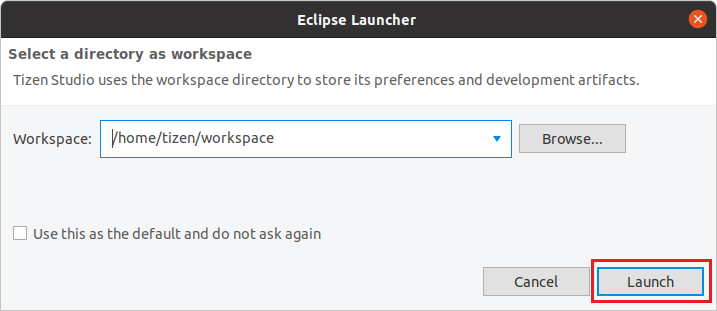 Eclipse Launcher
Select a directory as workspace
Tizen Studio uses the workspace directory to store its preferences and development artifacts.
Workspace: /home/tizen/workspace Browse...
Use this as the default and do not ask again
Cancel Launch